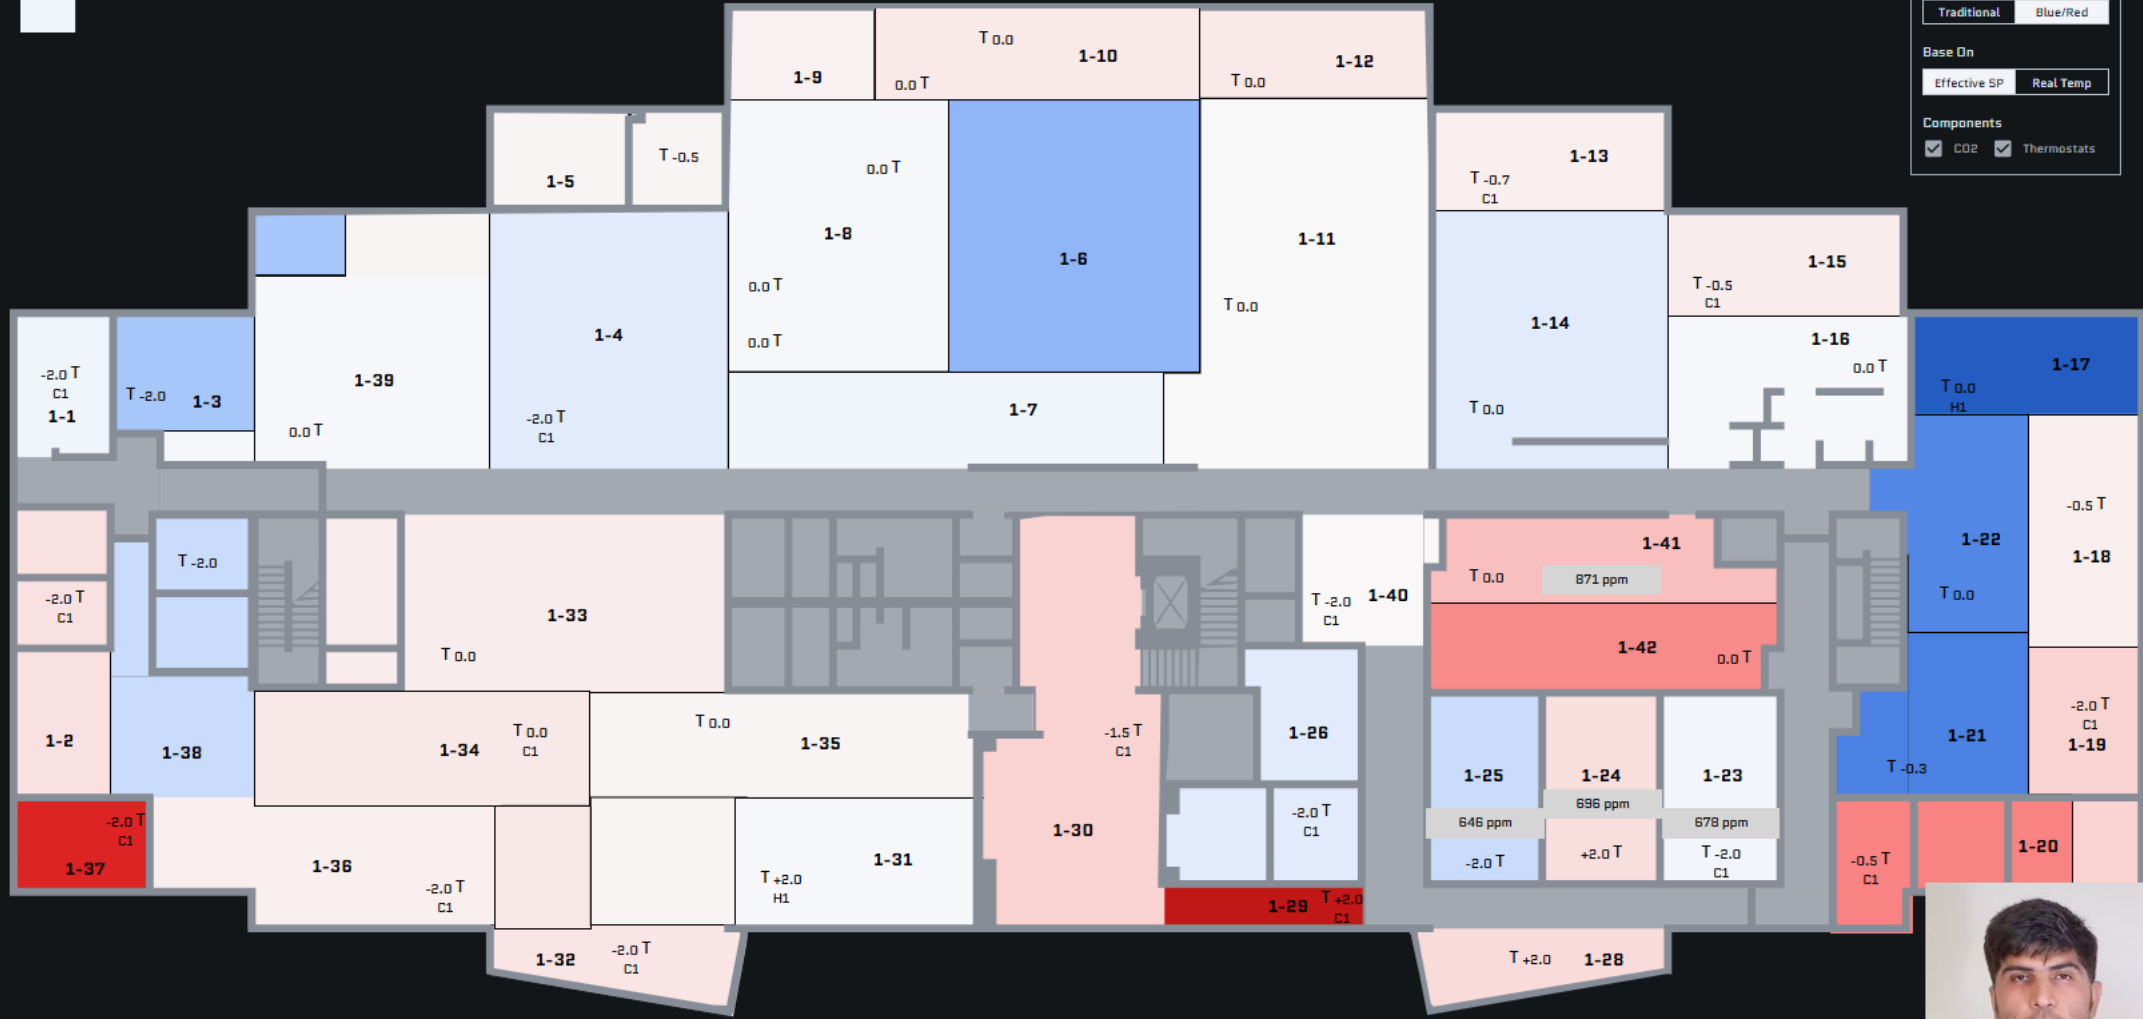 Traditional
Blue/Red
Base On
Effective SP
Real Temp
Components
CO2
Thermostats
T 0.0
1-10
0.0 T
1-9
T 0.0
1-12
1-5
T -0.5
0.0 T
1-8
0.0 T
0.0 T
1-6
1-11
T 0.0
1-13
T -0.7
C1
1-14
T 0.0
1-15
T -0.5
C1
1-16
0.0 T
1-17
T 0.0
H1
-2.0 T
C1
1-1
T -2.0
1-3
1-39
0.0 T
1-4
-2.0 T
C1
1-7
-0.5 T
1-18
1-22
T 0.0
T -2.0
-2.0 T
C1
1-33
T 0.0
T -2.0
C1
1-40
1-41
T 0.0
871 ppm
1-42
0.0 T
1-2
1-38
1-34
T 0.0
C1
T 0.0
1-35
-1.5 T
C1
1-30
1-26
-2.0 T
C1
1-25
646 ppm
-2.0 T
1-24
696 ppm
+2.0 T
1-23
678 ppm
T -2.0
C1
1-21
T -0.3
-2.0 T
C1
1-19
-2.0 T
C1
1-37
1-36
-2.0 T
C1
T +2.0
H1
1-31
1-29
T +2.0
C1
-0.5 T
C1
1-20
1-32
-2.0 T
C1
T +2.0
1-28